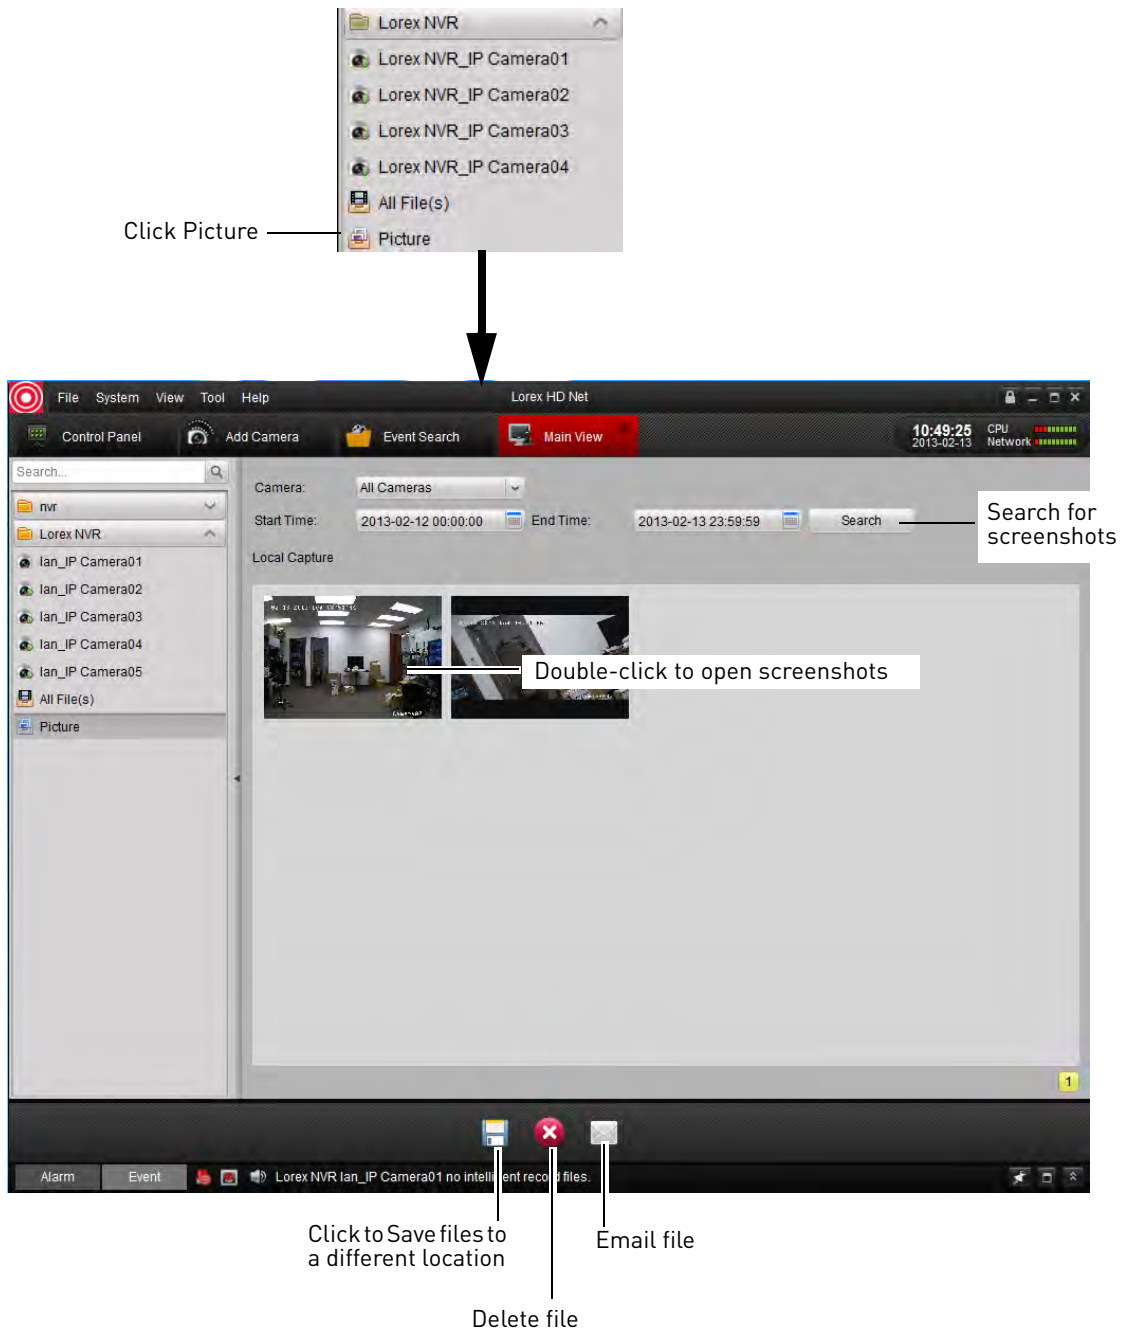 Lorex NVR
Lorex NVR_IP Camera01
Lorex NVR_IP Camera02
Lorex NVR_IP Camera03
Lorex NVR_IP Camera04
All File(s)
Click Picture
Picture
File System View Tool Help Lorex HD Net
Control Panel Add Camera Event Search Main View 10:49:25 CPU
2013-02-13 Network
Search...
Camera: All Cameras
nvr
Start Time: 2013-02-12 00:00:00 End Time: 2013-02-13 23:59:59 Search
Search for
screenshots
Lorex NVR
Local Capture
lan_IP Camera01
lan_IP Camera02
lan_IP Camera03
lan_IP Camera04
lan_IP Camera05
Double-click to open screenshots
All File(s)
Picture
1
Alarm Event Lorex NVR lan_IP Camera01 no intelligent record files.
Click to Save files to
a different location
Email file
Delete file